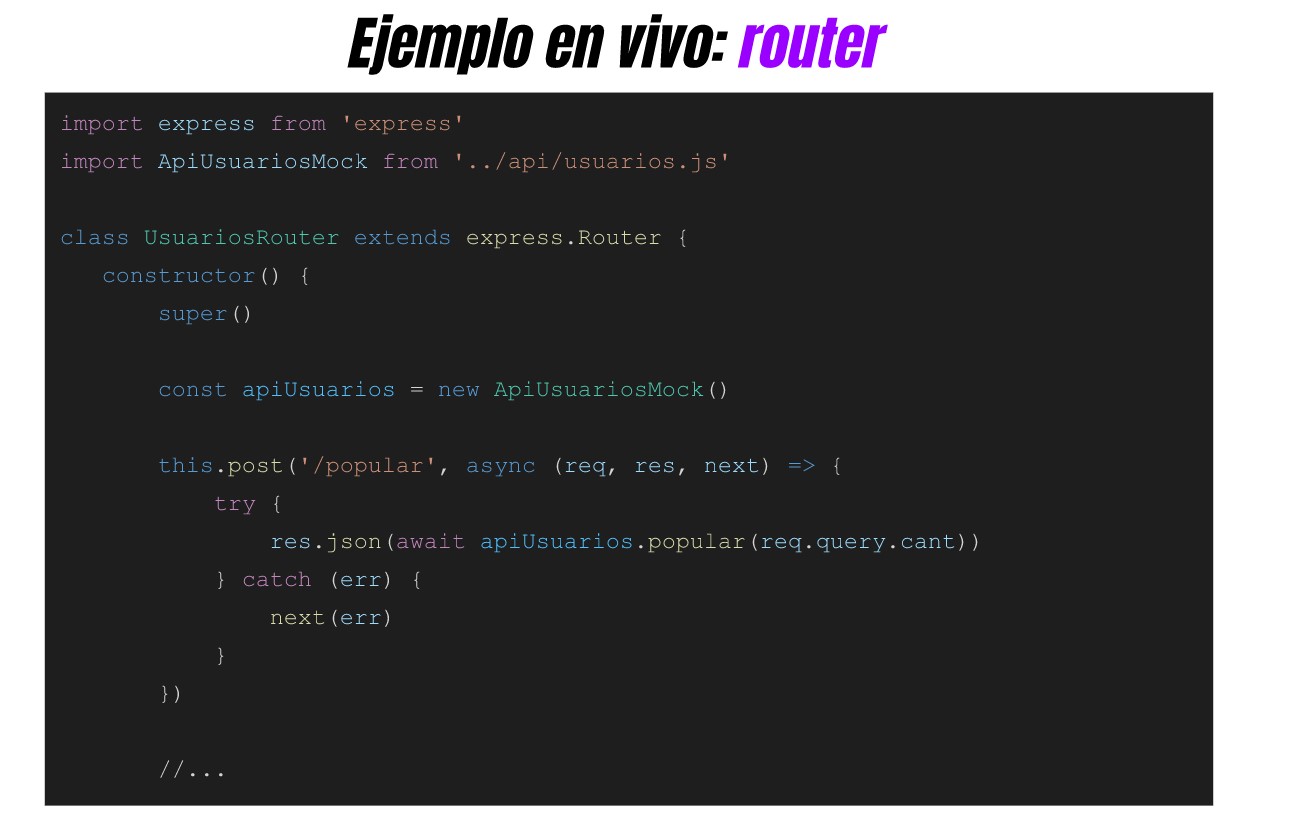 Ejemplo en vivo: router
import express from 'express'
import ApiUsuariosMock from '../api/usuarios.js'
class UsuariosRouter extends express.Router {
constructor() {
super()
const apiUsuarios = new ApiUsuariosMock()
this.post('/popular', async (req, res, next) => {
try {
res.json(await apiUsuarios.popular(req.query.cant))
} catch (err) {
next(err)
}
})
//...